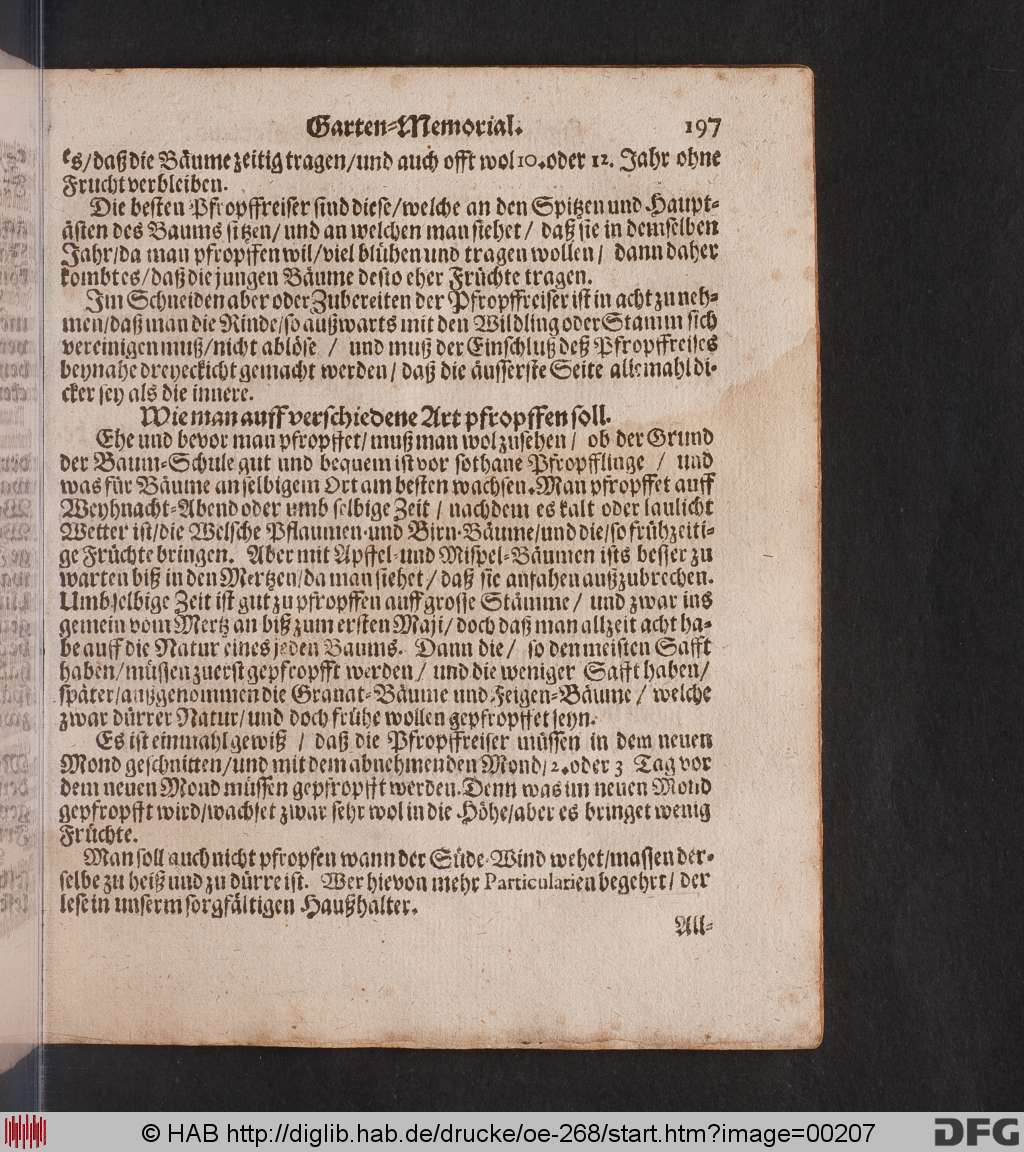 Garten-Memorial. 197
es/daß die Bäume zeitig tragen/und auch offt wol 10. oder 12. Jahr ohne
Frucht verbleiben.
Die besten Pfropffreiser sind diese/welche an den Spitzen und Haupt-
ästen des Baums sitzen/ und an welchen man siehet/ daß sie in demselben
Jahr/da man pfropffen wil/viel blühen und tragen wollen/ dann daher
kombt es/daß die jungen Bäume desto eher Früchte tragen.
Im Schneiden aber oder Zubereiten der Pfropffreiser ist in acht zu neh-
men/daß man die Rinde/so außwarts mit den Wildling oder Stamm sich
vereinigen muß/nicht ablöse / und muß der Einschluß deß Pfropffreises
beynahe dreyeckicht gemacht werden/ daß die äusserste Seite allemahl di-
cker sey als die innere.
Wie man auff verschiedene Art pfropffen soll.
Ehe und bevor man pfropffet/ muß man wol zusehen/ ob der Grund
der Baum-Schule gut und bequem ist vor sothane Pfropfflinge / und
was für Bäume an selbigem Ort am besten wachsen. Man pfropffet auff
Weyhnacht-Abend oder umb selbige Zeit / nachdem es kalt oder laulicht
Wetter ist/die Welsche Pflaumen-und Birn-Bäume/und die/so frühzeiti-
ge Früchte bringen. Aber mit Apffel-und Mispel-Bäumen ists besser zu
warten biß in den Mertzen/da man siehet/ daß sie anfahen außzubrechen.
Umb selbige Zeit ist gut zu pfropffen auff grosse Stämme/ und zwar ins
gemein vom Mertz an biß zum ersten Maji/ doch daß man allzeit acht ha-
be auff die Natur eines jeden Baums. Dann die/ so den meisten Safft
haben/müssen zuerst gepfropfft werden/ und die weniger Safft haben/
später/außgenommen die Granat-Bäume und Feigen-Bäume/ welche
zwar dürrer Natur/und doch frühe wollen gepfropffet seyn.
Es ist einmahl gewiß / daß die Pfropffreiser müssen in dem neuen
Mond geschnitten/und mit dem abnehmenden Mond/2. oder 3 Tag vor
dem neuen Mond müssen gepfropfft werden. Denn was im neuen Mond
gepfropfft wird/wachset zwar sehr wol in die Höhe/aber es bringet wenig
Früchte.
Man soll auch nicht pfropfen wann der Süde-Wind wehet/massen der-
selbe zu heiß und zu dürre ist. Wer hievon mehr Particularien begehrt/ der
lese in unserm sorgfältigen Haußhalter.
All-
© HAB http://diglib.hab.de/drucke/oe-268/start.htm?image=00207
DFG